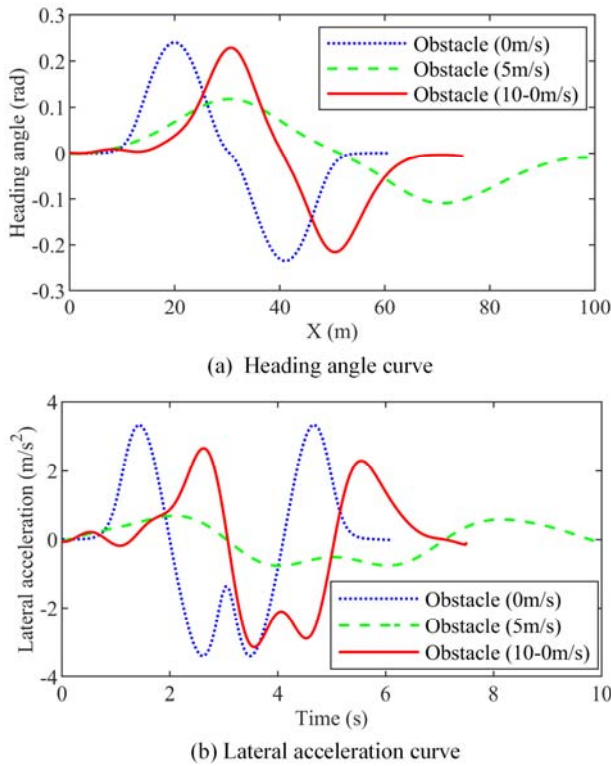 0.3
0.2
0.1
0
-0.1
-0.2
0.3
Heading angle (rad)
Obstacle (0m/s)
Obstacle (5m/s)
Obstacle (10-0m/s)
0 20 40 60 80 100
X (m)
(a) Heading angle curve
4
2
0
-2
-4
Lateral acceleration (m/s²)
Obstacle (0m/s)
Obstacle (5m/s)
Obstacle (10-0m/s)
0 2 4 6 8 10
Time (s)
(b) Lateral acceleration curve